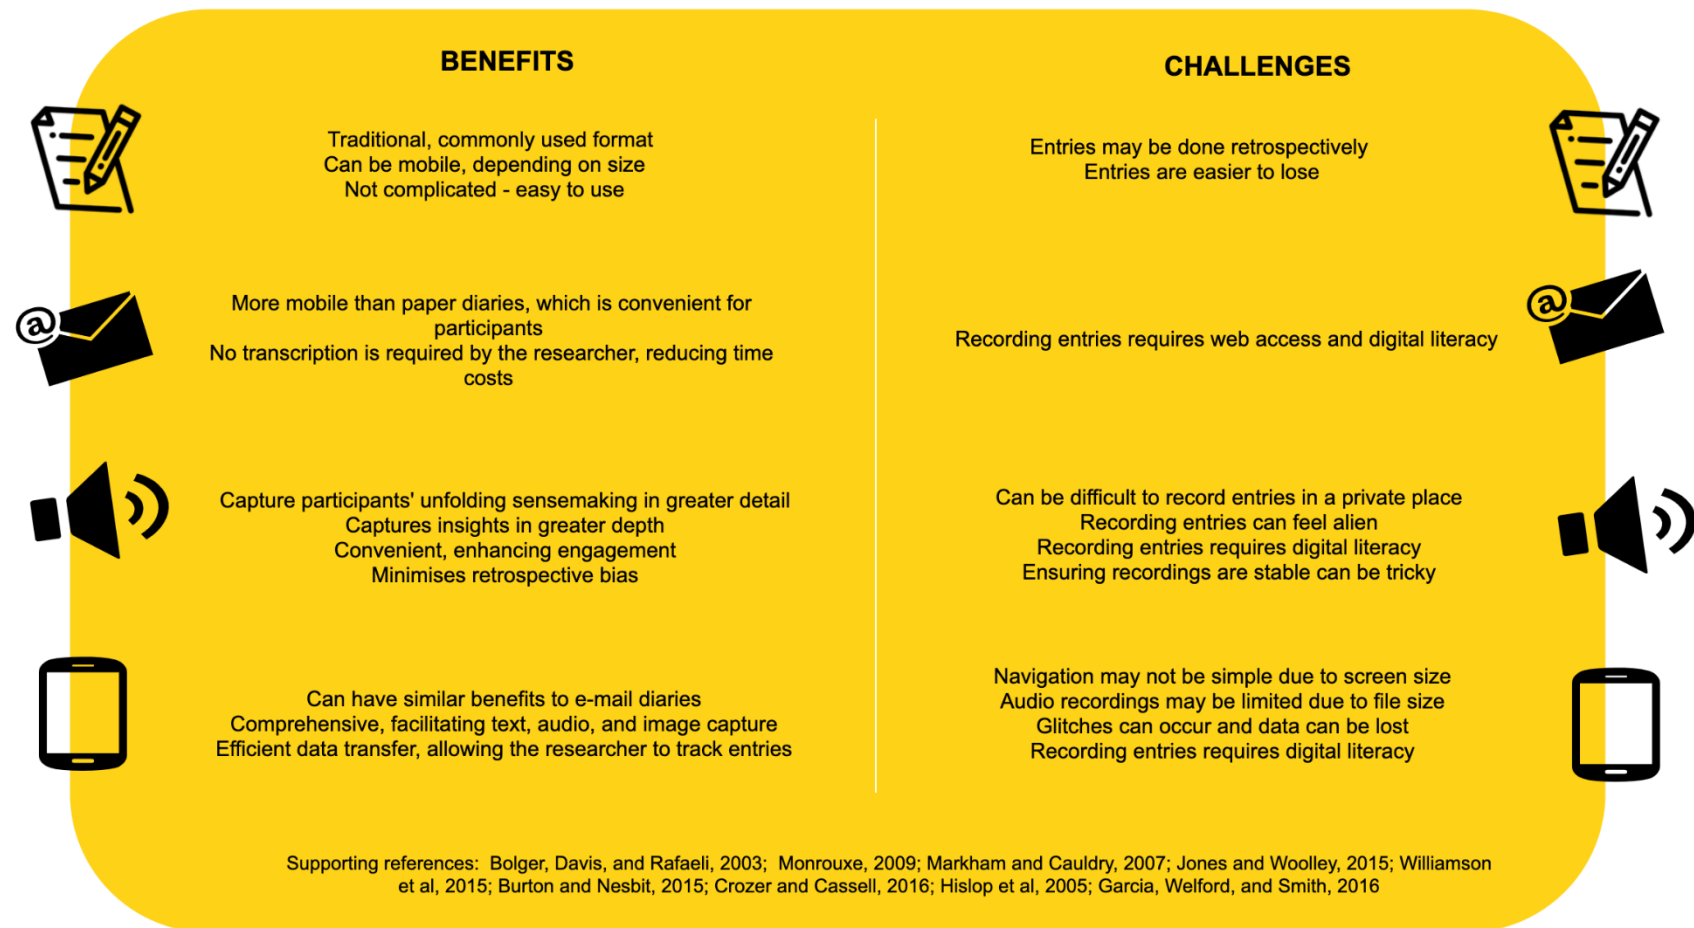 BENEFITS
CHALLENGES
Traditional, commonly used format
Can be mobile, depending on size
Not complicated - easy to use
Entries may be done retrospectively
Entries are easier to lose
@
More mobile than paper diaries, which is convenient for
participants
No transcription is required by the researcher, reducing time
costs
Recording entries requires web access and digital literacy
@
Capture participants' unfolding sensemaking in greater detail
Captures insights in greater depth
Convenient, enhancing engagement
Minimises retrospective bias
Can be difficult to record entries in a private place
Recording entries can feel alien
Recording entries requires digital literacy
Ensuring recordings are stable can be tricky
Can have similar benefits to e-mail diaries
Comprehensive, facilitating text, audio, and image capture
Efficient data transfer, allowing the researcher to track entries
Navigation may not be simple due to screen size
Audio recordings may be limited due to file size
Glitches can occur and data can be lost
Recording entries requires digital literacy
Supporting references: Bolger, Davis, and Rafaeli, 2003; Monrouxe, 2009; Markham and Cauldry, 2007; Jones and Woolley, 2015; Williamson
et al, 2015; Burton and Nesbit, 2015; Crozer and Cassell, 2016; Hislop et al, 2005; Garcia, Welford, and Smith, 2016